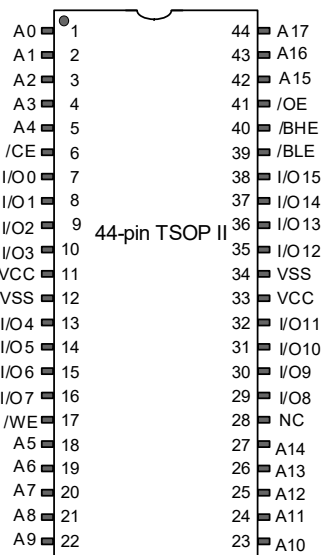 A0 1 44 A17
A1 2 43 A16
A2 3 42 A15
A3 4 41 /OE
A4 5 40 /BHE
/CE 6 39 /BLE
I/O0 7 38 I/O15
I/O1 8 37 I/O14
I/O2 9 36 I/O13
I/O3 10 35 I/O12
44-pin TSOP II
VCC 11 34 VSS
VSS 12 33 VCC
I/O4 13 32 I/O11
I/O5 14 31 I/O10
I/O6 15 30 I/O9
I/O7 16 29 I/O8
/WE 17 28 NC
A5 18 27 A14
A6 19 26 A13
A7 20 25 A12
A8 21 24 A11
A9 22 23 A10